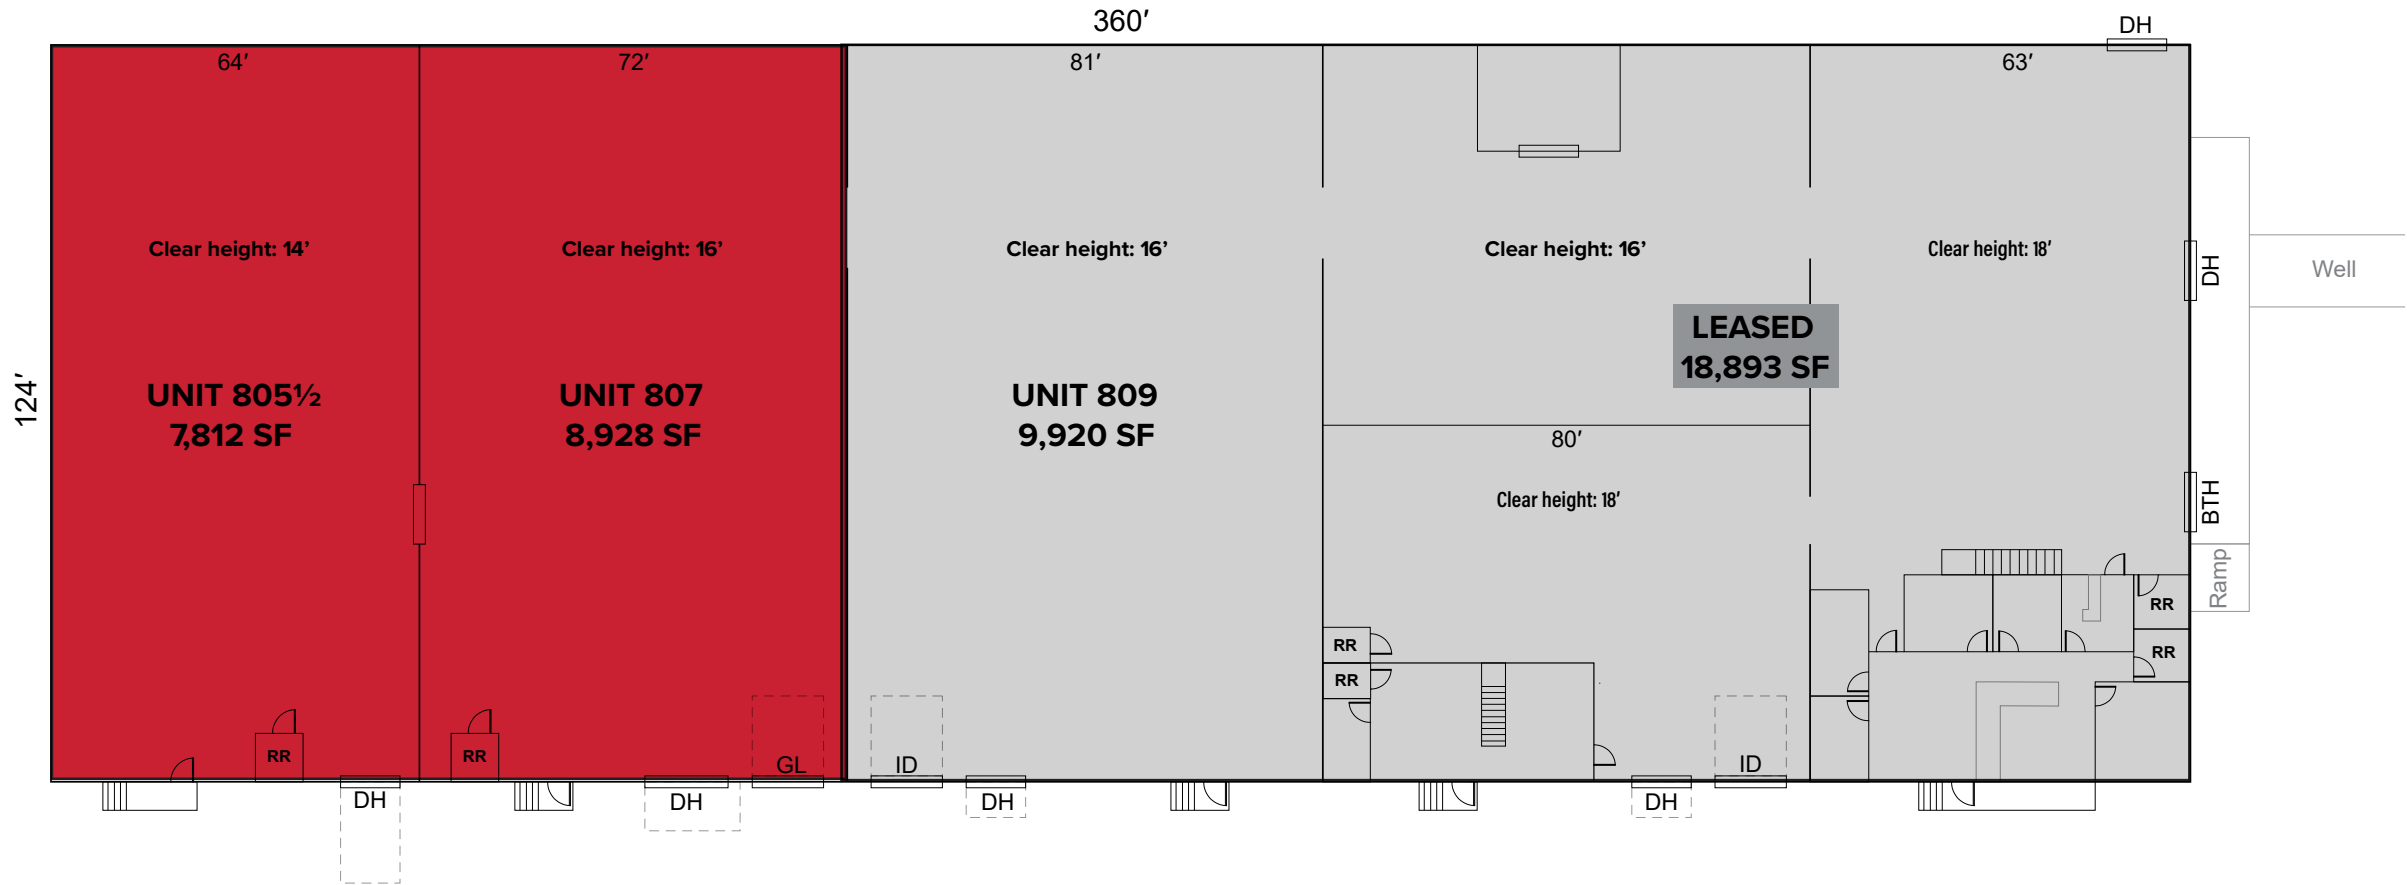 360′
DH
64′
72′
81′
63′
Clear height: 14’
Clear height: 16’
Clear height: 16’
Clear height: 16’
Clear height: 18’
DH
Well
LEASED
18,893 SF
124′
UNIT 805½
7,812 SF
UNIT 807
8,928 SF
UNIT 809
9,920 SF
80′
Clear height: 18’
BTH
Ramp
RR
RR
RR
RR
RR
RR
GL
ID
ID
DH
DH
DH
DH